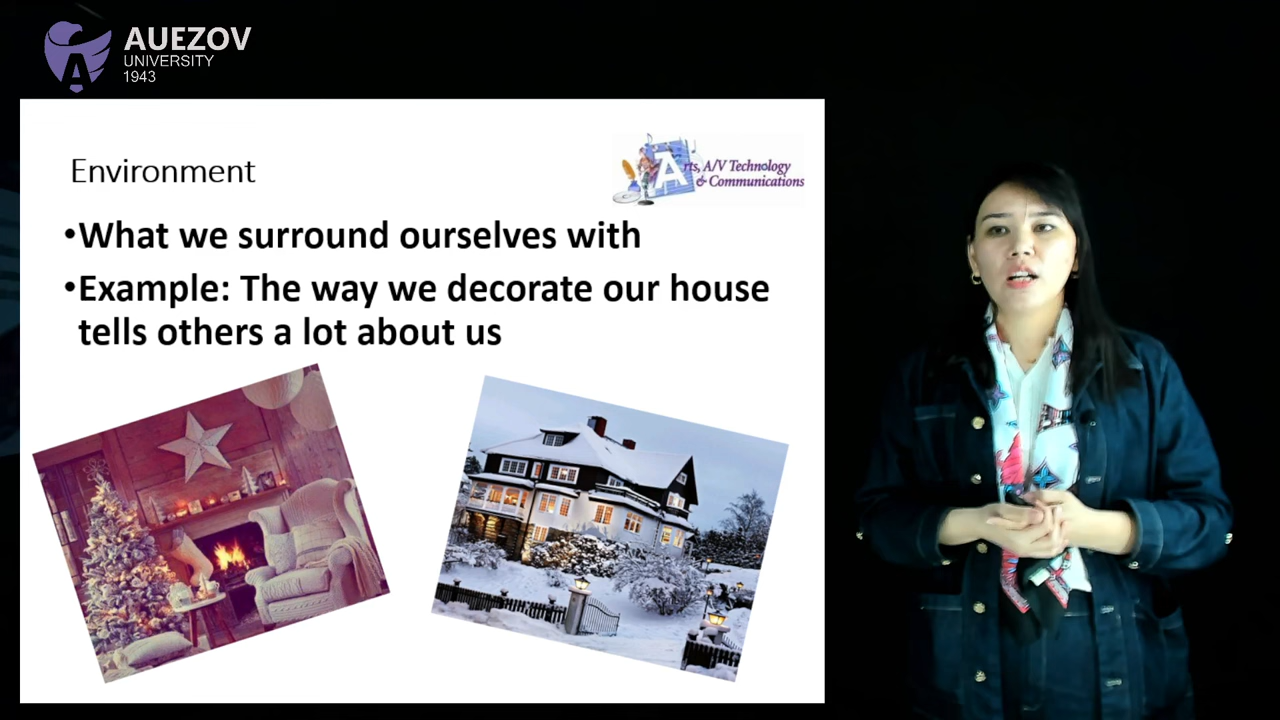 AUEZOV
UNIVERSITY
1943
Environment
Arts, A/V Technology
& Communications
•What we surround ourselves with
•Example: The way we decorate our house
tells others a lot about us